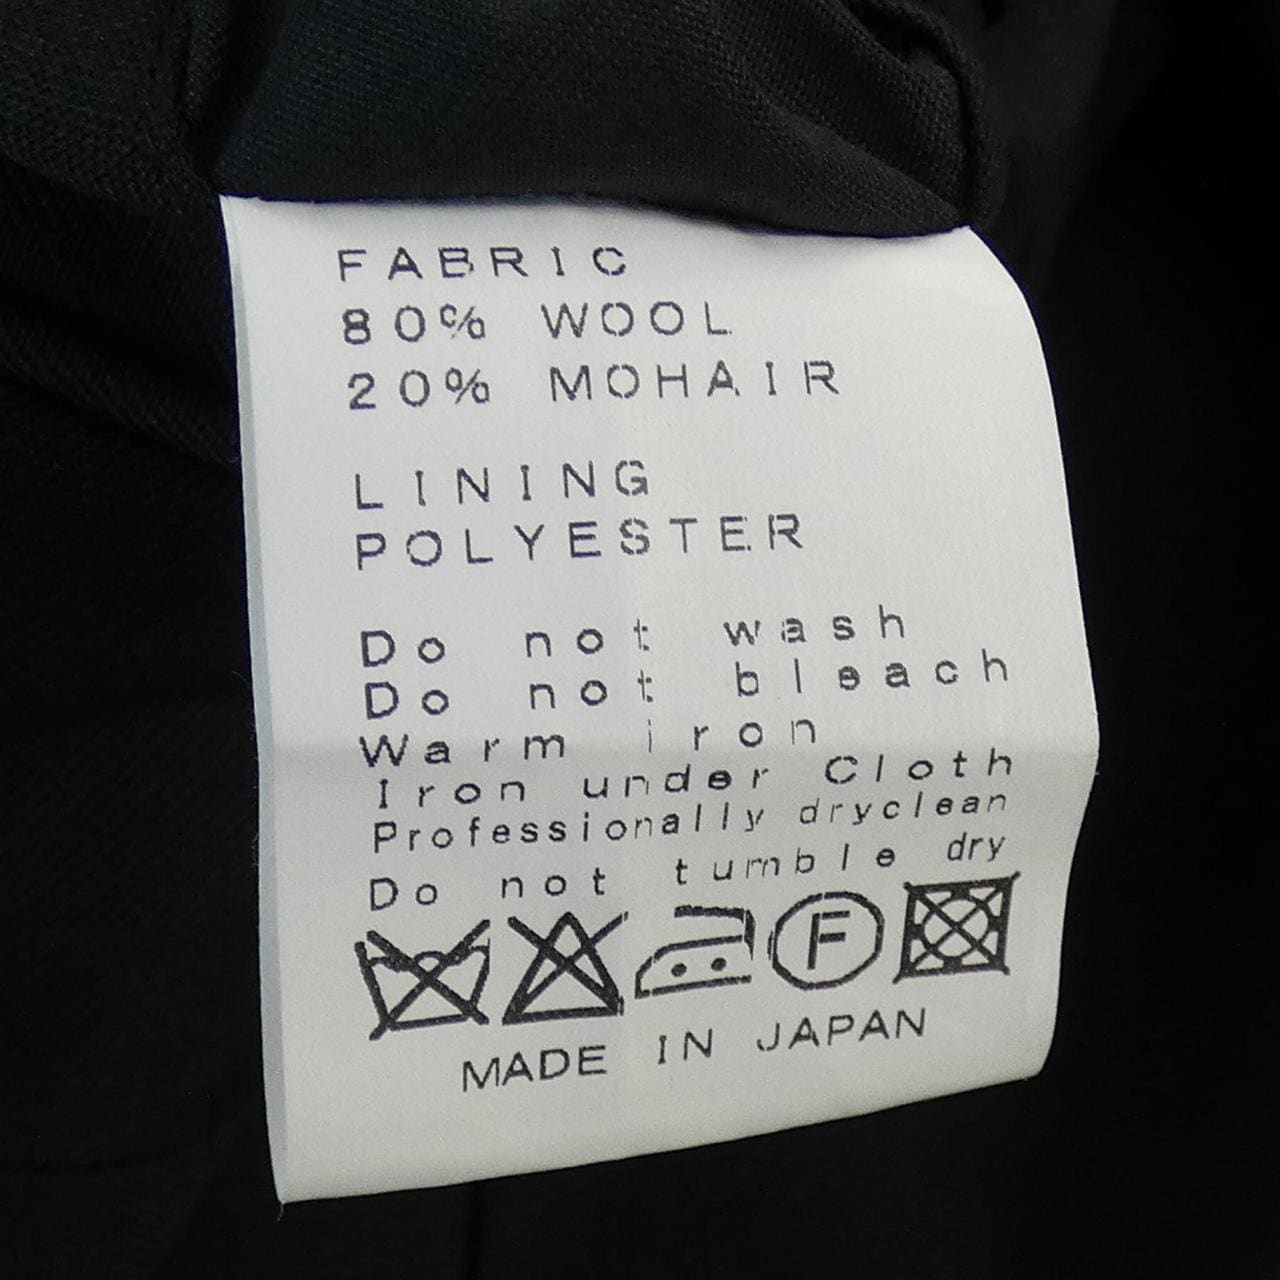 FABRIC
80% WOOL
20% MOHAIR
LINING
POLYESTER
Do not wash
Do not bleach
Warm iron
Iron under Cloth
Professionally dryclean
Do not tumble dry
F
MADE IN JAPAN